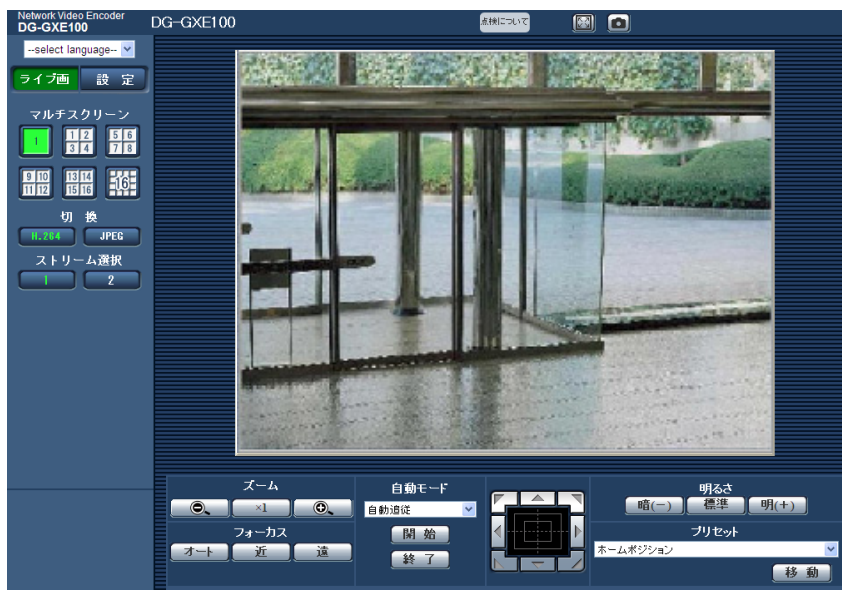 Network Video Encoder
DG-GXE100
DG-GXE100
点検について
--select language--
ライブ画 設 定
マルチスクリーン
1
1 2
3 4
5 6
7 8
9 10
11 12
13 14
15 16
16
切 換
H.264 JPEG
ストリーム選択
1 2
ズーム
×1
フォーカス
オート 近 遠
自動モード
自動追従
開 始
終 了
明るさ
暗(−) 標準 明(+)
プリセット
ホームポジション
移 動